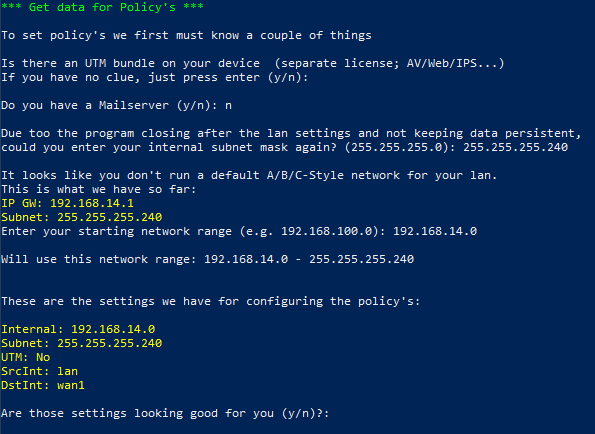 *** Get data for Policy's ***
To set policy's we first must know a couple of things
Is there an UTM bundle on your device  (separate license; AV/Web/IPS...)
If you have no clue, just press enter (y/n):
Do you have a Mailserver (y/n): n
Due too the program closing after the lan settings and not keeping data persistent,
could you enter your internal subnet mask again? (255.255.255.0): 255.255.255.240
It looks like you don't run a default A/B/C-Style network for your lan.
This is what we have so far:
IP GW: 192.168.14.1
Subnet: 255.255.255.240
Enter your starting network range (e.g. 192.168.100.0): 192.168.14.0
Will use this network range: 192.168.14.0 - 255.255.255.240
These are the settings we have for configuring the policy's:
Internal: 192.168.14.0
Subnet: 255.255.255.240
UTM: No
SrcInt: lan
DstInt: wan1
Are those settings looking good for you (y/n)?: